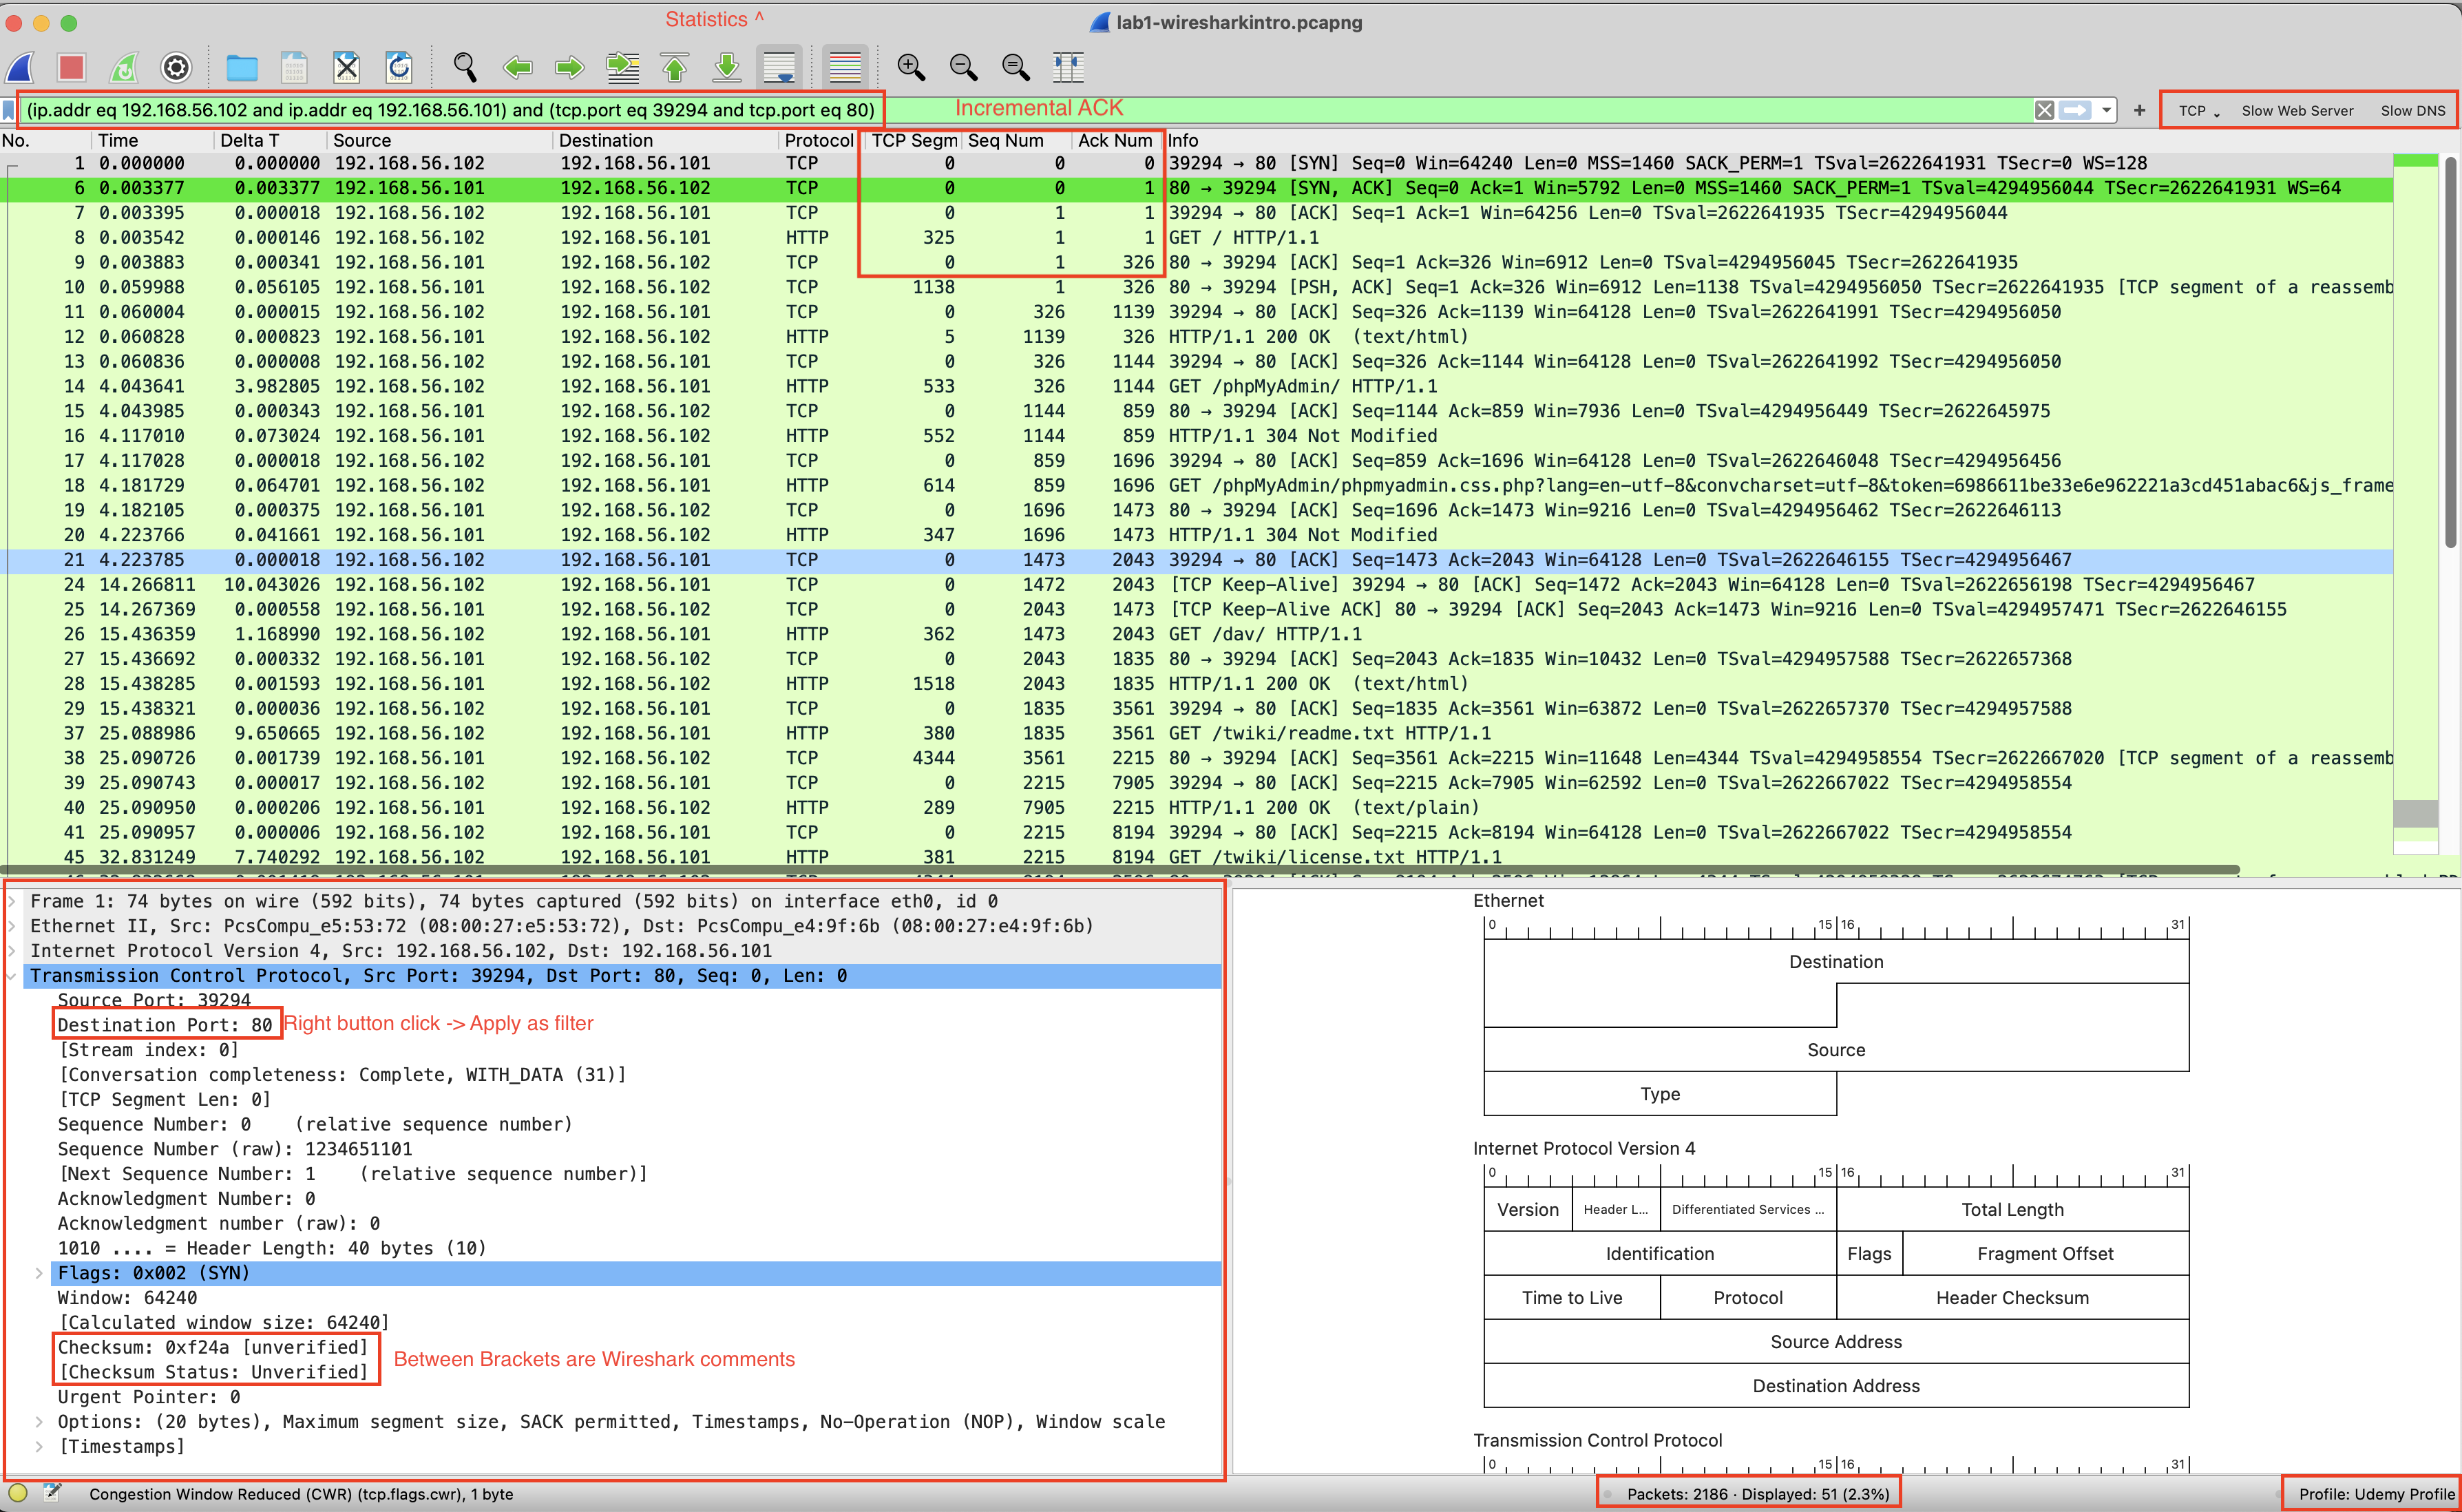 Statistics ^
lab1-wiresharkintro.pcapng
(ip.addr eq 192.168.56.102 and ip.addr eq 192.168.56.101) and (tcp.port eq 39294 and tcp.port eq 80) Incremental ACK + TCP Slow Web Server Slow DNS
No. Time Delta T Source Destination Protocol TCP Segm Seq Num Ack Num Info
1 0.000000 0.000000 192.168.56.102 192.168.56.101 TCP 0 0 0 39294 → 80 [SYN] Seq=0 Win=64240 Len=0 MSS=1460 SACK_PERM=1 TSval=2622641931 TSecr=0 WS=128
6 0.003377 0.003377 192.168.56.101 192.168.56.102 TCP 0 0 1 80 → 39294 [SYN, ACK] Seq=0 Ack=1 Win=5792 Len=0 MSS=1460 SACK_PERM=1 TSval=4294956044 TSecr=2622641931 WS=64
7 0.003395 0.000018 192.168.56.102 192.168.56.101 TCP 0 1 1 39294 → 80 [ACK] Seq=1 Ack=1 Win=64256 Len=0 TSval=2622641935 TSecr=4294956044
8 0.003542 0.000146 192.168.56.102 192.168.56.101 HTTP 325 1 1 GET / HTTP/1.1
9 0.003883 0.000341 192.168.56.101 192.168.56.102 TCP 0 1 326 80 → 39294 [ACK] Seq=1 Ack=326 Win=6912 Len=0 TSval=4294956045 TSecr=2622641935
10 0.059988 0.056105 192.168.56.101 192.168.56.102 TCP 1138 1 326 80 → 39294 [PSH, ACK] Seq=1 Ack=326 Win=6912 Len=1138 TSval=4294956050 TSecr=2622641935 [TCP segment of a reassemb
11 0.060004 0.000015 192.168.56.102 192.168.56.101 TCP 0 326 1139 39294 → 80 [ACK] Seq=326 Ack=1139 Win=64128 Len=0 TSval=2622641991 TSecr=4294956050
12 0.060828 0.000823 192.168.56.101 192.168.56.102 HTTP 5 1139 326 HTTP/1.1 200 OK (text/html)
13 0.060836 0.000008 192.168.56.102 192.168.56.101 TCP 0 326 1144 39294 → 80 [ACK] Seq=326 Ack=1144 Win=64128 Len=0 TSval=2622641992 TSecr=4294956050
14 4.043641 3.982805 192.168.56.102 192.168.56.101 HTTP 533 326 1144 GET /phpMyAdmin/ HTTP/1.1
15 4.043985 0.000343 192.168.56.101 192.168.56.102 TCP 0 1144 859 80 → 39294 [ACK] Seq=1144 Ack=859 Win=7936 Len=0 TSval=4294956449 TSecr=2622645975
16 4.117010 0.073024 192.168.56.101 192.168.56.102 HTTP 552 1144 859 HTTP/1.1 304 Not Modified
17 4.117028 0.000018 192.168.56.102 192.168.56.101 TCP 0 859 1696 39294 → 80 [ACK] Seq=859 Ack=1696 Win=64128 Len=0 TSval=2622646048 TSecr=4294956456
18 4.181729 0.064701 192.168.56.102 192.168.56.101 HTTP 614 859 1696 GET /phpMyAdmin/phpmyadmin.css.php?lang=en-utf-8&convcharset=utf-8&token=6986611be33e6e962221a3cd451abac6&js_frame
19 4.182105 0.000375 192.168.56.101 192.168.56.102 TCP 0 1696 1473 80 → 39294 [ACK] Seq=1696 Ack=1473 Win=9216 Len=0 TSval=4294956462 TSecr=2622646113
20 4.223766 0.041661 192.168.56.101 192.168.56.102 HTTP 347 1696 1473 HTTP/1.1 304 Not Modified
21 4.223785 0.000018 192.168.56.102 192.168.56.101 TCP 0 1473 2043 39294 → 80 [ACK] Seq=1473 Ack=2043 Win=64128 Len=0 TSval=2622646155 TSecr=4294956467
24 14.266811 10.043026 192.168.56.102 192.168.56.101 TCP 0 1472 2043 [TCP Keep-Alive] 39294 → 80 [ACK] Seq=1472 Ack=2043 Win=64128 Len=0 TSval=2622656198 TSecr=4294956467
25 14.267369 0.000558 192.168.56.101 192.168.56.102 TCP 0 2043 1473 [TCP Keep-Alive ACK] 80 → 39294 [ACK] Seq=2043 Ack=1473 Win=9216 Len=0 TSval=4294957471 TSecr=2622646155
26 15.436359 1.168990 192.168.56.102 192.168.56.101 HTTP 362 1473 2043 GET /dav/ HTTP/1.1
27 15.436692 0.000332 192.168.56.101 192.168.56.102 TCP 0 2043 1835 80 → 39294 [ACK] Seq=2043 Ack=1835 Win=10432 Len=0 TSval=4294957588 TSecr=2622657368
28 15.438285 0.001593 192.168.56.101 192.168.56.102 HTTP 1518 2043 1835 HTTP/1.1 200 OK (text/html)
29 15.438321 0.000036 192.168.56.102 192.168.56.101 TCP 0 1835 3561 39294 → 80 [ACK] Seq=1835 Ack=3561 Win=63872 Len=0 TSval=2622657370 TSecr=4294957588
37 25.088986 9.650665 192.168.56.102 192.168.56.101 HTTP 380 1835 3561 GET /twiki/readme.txt HTTP/1.1
38 25.090726 0.001739 192.168.56.101 192.168.56.102 TCP 4344 3561 2215 80 → 39294 [ACK] Seq=3561 Ack=2215 Win=11648 Len=4344 TSval=4294958554 TSecr=2622667020 [TCP segment of a reassemb
39 25.090743 0.000017 192.168.56.102 192.168.56.101 TCP 0 2215 7905 39294 → 80 [ACK] Seq=2215 Ack=7905 Win=62592 Len=0 TSval=2622667022 TSecr=4294958554
40 25.090950 0.000206 192.168.56.101 192.168.56.102 HTTP 289 7905 2215 HTTP/1.1 200 OK (text/plain)
41 25.090957 0.000006 192.168.56.102 192.168.56.101 TCP 0 2215 8194 39294 → 80 [ACK] Seq=2215 Ack=8194 Win=64128 Len=0 TSval=2622667022 TSecr=4294958554
45 32.831249 7.740292 192.168.56.102 192.168.56.101 HTTP 381 2215 8194 GET /twiki/license.txt HTTP/1.1
Frame 1: 74 bytes on wire (592 bits), 74 bytes captured (592 bits) on interface eth0, id 0
Ethernet II, Src: PcsCompu_e5:53:72 (08:00:27:e5:53:72), Dst: PcsCompu_e4:9f:6b (08:00:27:e4:9f:6b)
Internet Protocol Version 4, Src: 192.168.56.102, Dst: 192.168.56.101
Transmission Control Protocol, Src Port: 39294, Dst Port: 80, Seq: 0, Len: 0
Source Port: 39294
Destination Port: 80 Right button click -> Apply as filter
[Stream index: 0]
[Conversation completeness: Complete, WITH_DATA (31)]
[TCP Segment Len: 0]
Sequence Number: 0 (relative sequence number)
Sequence Number (raw): 1234651101
[Next Sequence Number: 1 (relative sequence number)]
Acknowledgment Number: 0
Acknowledgment number (raw): 0
1010 .... = Header Length: 40 bytes (10)
Flags: 0x002 (SYN)
Window: 64240
[Calculated window size: 64240]
Checksum: 0xf24a [unverified]
[Checksum Status: Unverified]
Between Brackets are Wireshark comments
Urgent Pointer: 0
Options: (20 bytes), Maximum segment size, SACK permitted, Timestamps, No-Operation (NOP), Window scale
[Timestamps]
Ethernet
0 15 16 31
Destination
Source
Type
Internet Protocol Version 4
0 15 16 31
Version Header L... Differentiated Services ... Total Length
Identification Flags Fragment Offset
Time to Live Protocol Header Checksum
Source Address
Destination Address
Transmission Control Protocol
0 15 16 31
Congestion Window Reduced (CWR) (tcp.flags.cwr), 1 byte Packets: 2186 · Displayed: 51 (2.3%) Profile: Udemy Profile